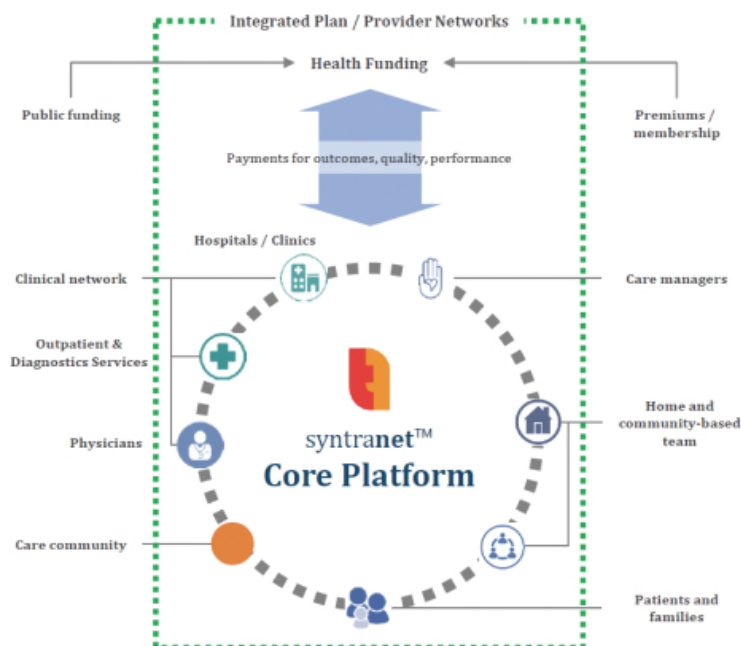 Integrated Plan / Provider Networks
Health Funding
Public funding
Premiums /
membership
Payments for outcomes, quality, performance
Hospitals / Clinics
Clinical network
Care managers
Outpatient &
Diagnostics Services
Physicians
Home and
community-based
team
syntranet™
Core Platform
Care community
Patients and
families